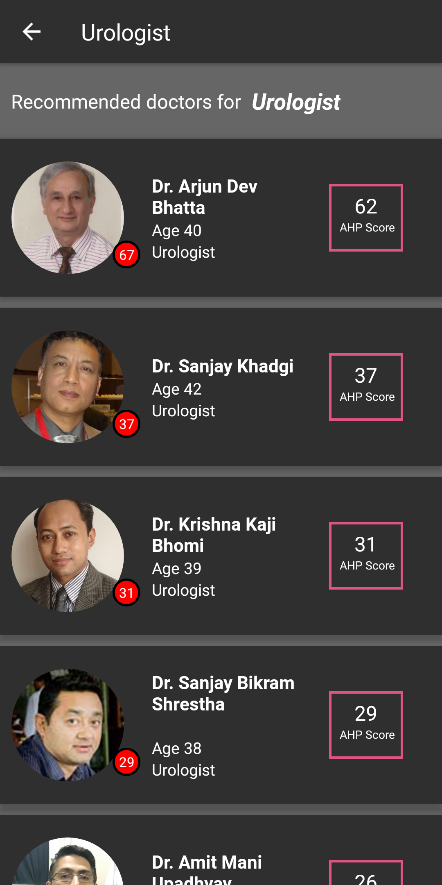 Urologist
Recommended doctors for Urologist
Dr. Arjun Dev
Bhatta
Age 40
Urologist
67
62
AHP Score
Dr. Sanjay Khadgi
Age 42
Urologist
37
37
AHP Score
Dr. Krishna Kaji
Bhomi
Age 39
Urologist
31
31
AHP Score
Dr. Sanjay Bikram
Shrestha
Age 38
Urologist
29
29
AHP Score
Dr. Amit Mani
Upadhyay
26